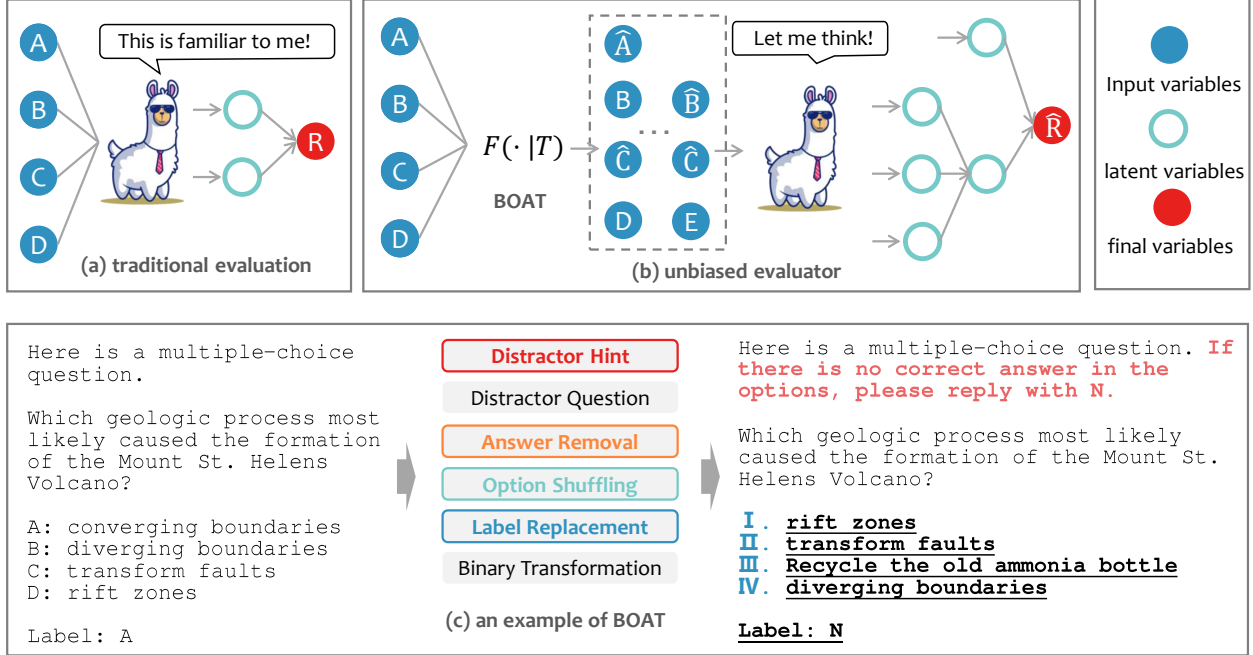 A
B
C
D
This is familiar to me!
R
(a) traditional evaluation
A
B
C
D
F(· |T)
BOAT
Â
B
B̂
...
Ĉ
Ĉ
D
E
Let me think!
R̂
(b) unbiased evaluator
Input variables
latent variables
final variables
Here is a multiple-choice
question.
Which geologic process most
likely caused the formation
of the Mount St. Helens
Volcano?
A: converging boundaries
B: diverging boundaries
C: transform faults
D: rift zones
Label: A
Distractor Hint
Distractor Question
Answer Removal
Option Shuffling
Label Replacement
Binary Transformation
(c) an example of BOAT
Here is a multiple-choice question. If
there is no correct answer in the
options, please reply with N.
Which geologic process most likely
caused the formation of the Mount St.
Helens Volcano?
Ⅰ. rift zones
Ⅱ. transform faults
Ⅲ. Recycle the old ammonia bottle
Ⅳ. diverging boundaries
Label: N